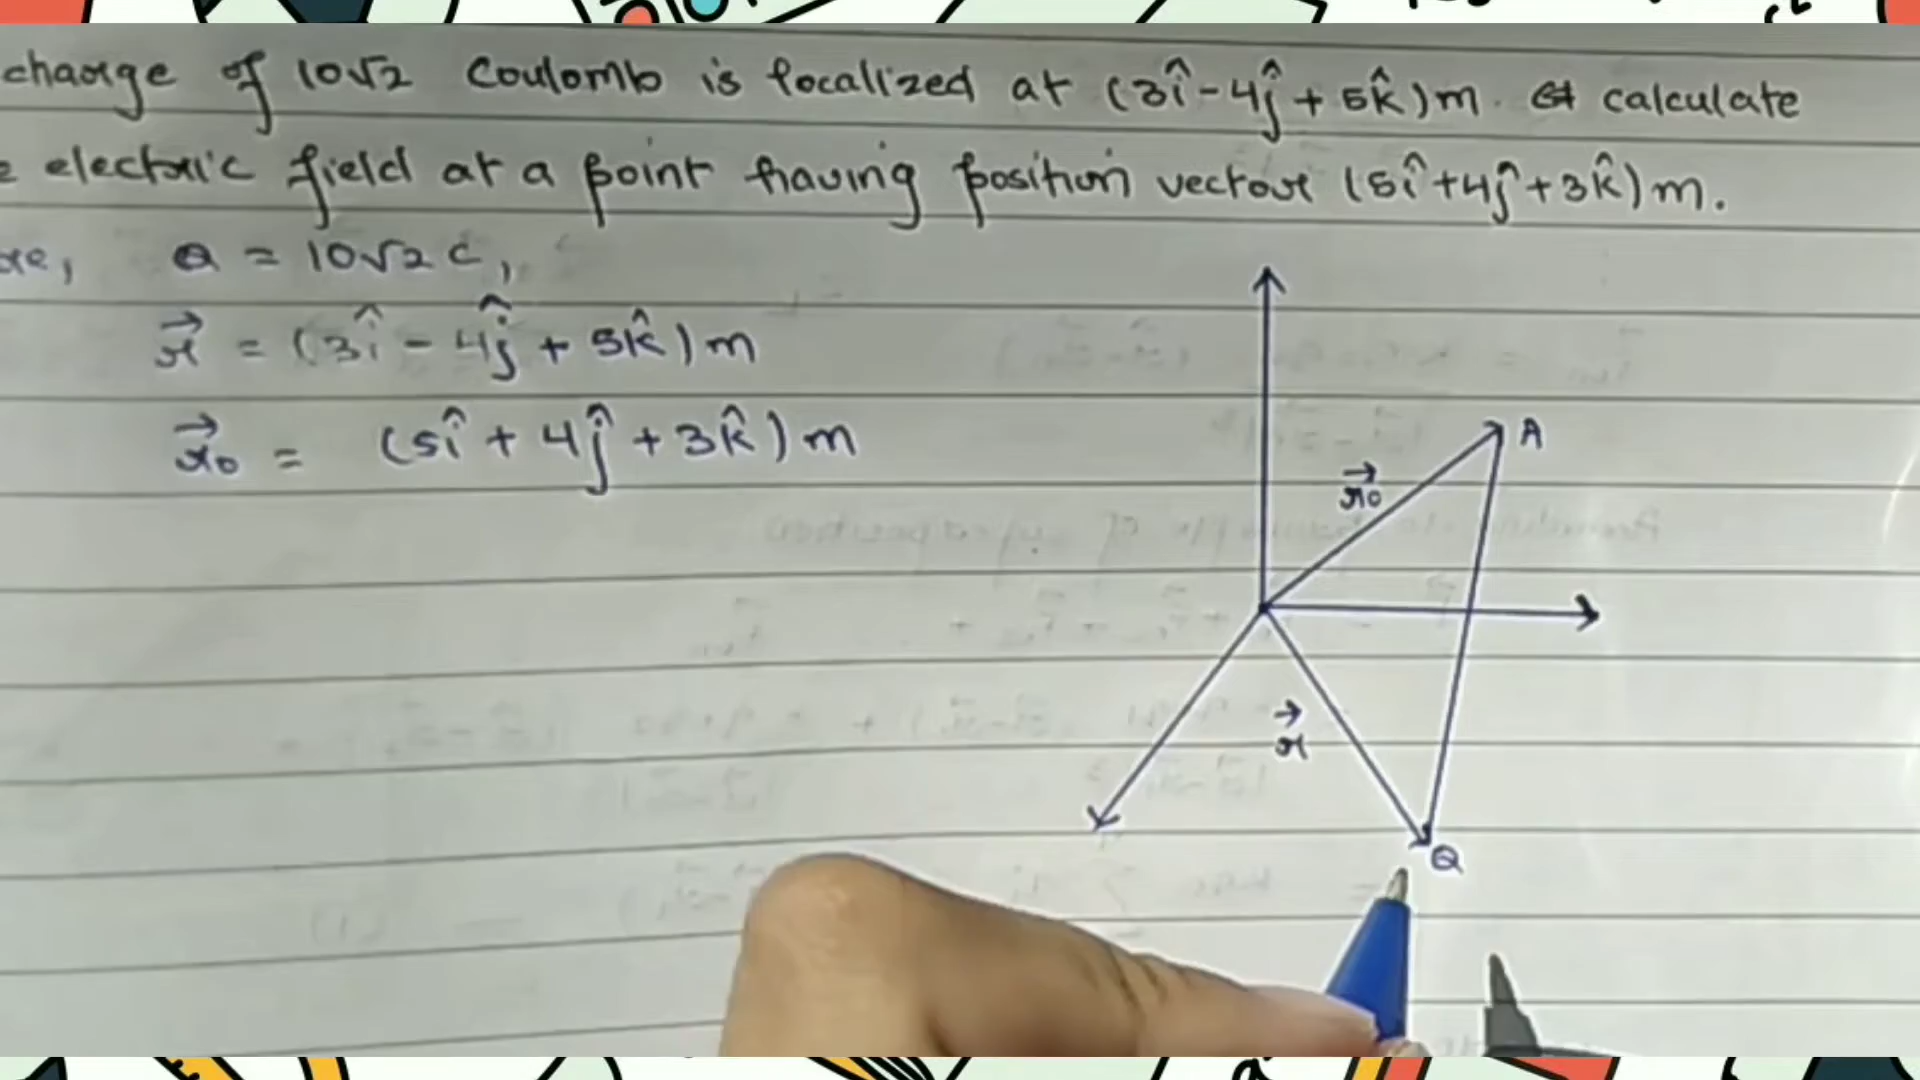 charge of 10√2 Coulomb is localized at (3î-4ĵ+5k̂)m. calculate
electric field at a point having position vector (5î+4ĵ+3k̂)m.
Q = 10√2 C,
r⃗ = (3î - 4ĵ + 5k̂)m
r⃗₀ = (5î + 4ĵ + 3k̂)m
A
r⃗₀
r⃗
Q